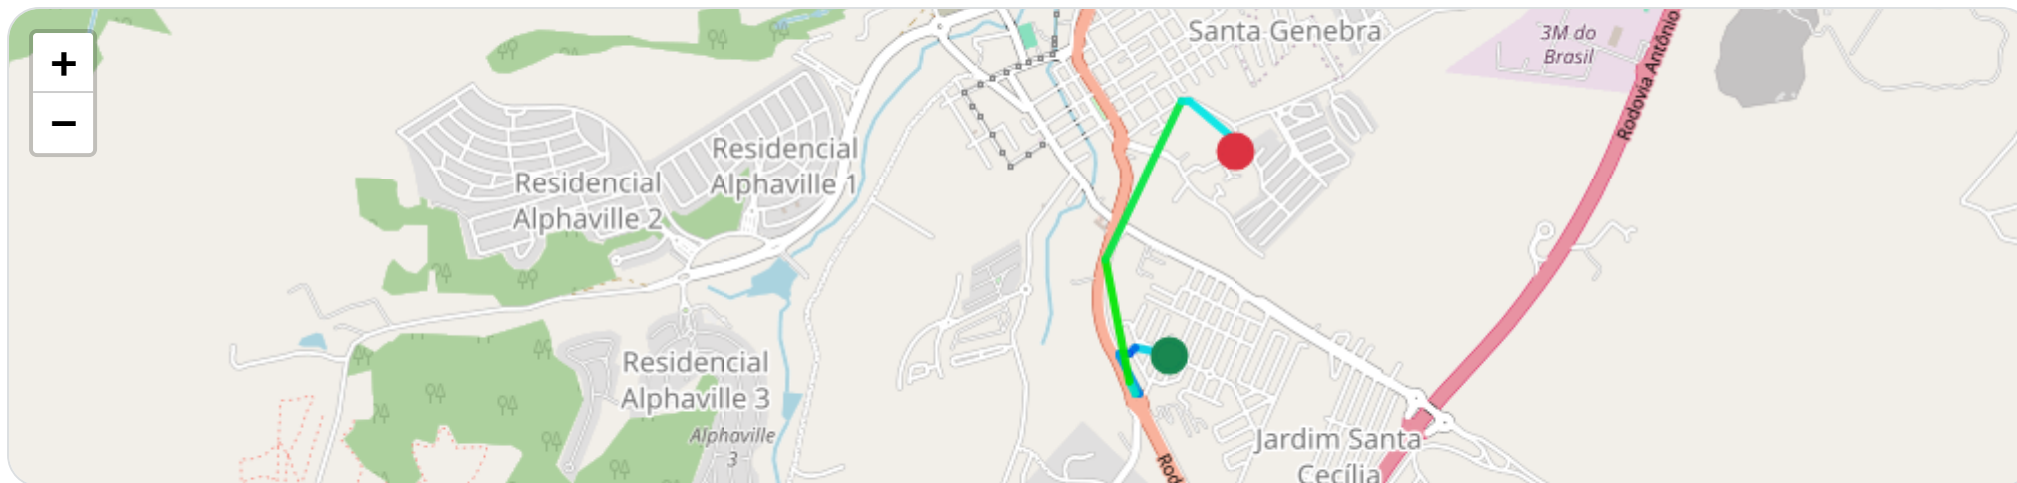 +
−
Santa Genebra
3M do
Brasil
Rodovia Antônio
Residencial
Alphaville 1
Residencial
Alphaville 2
Residencial
Alphaville 3
Alphaville
3
Jardim Santa
Cecília
Rod